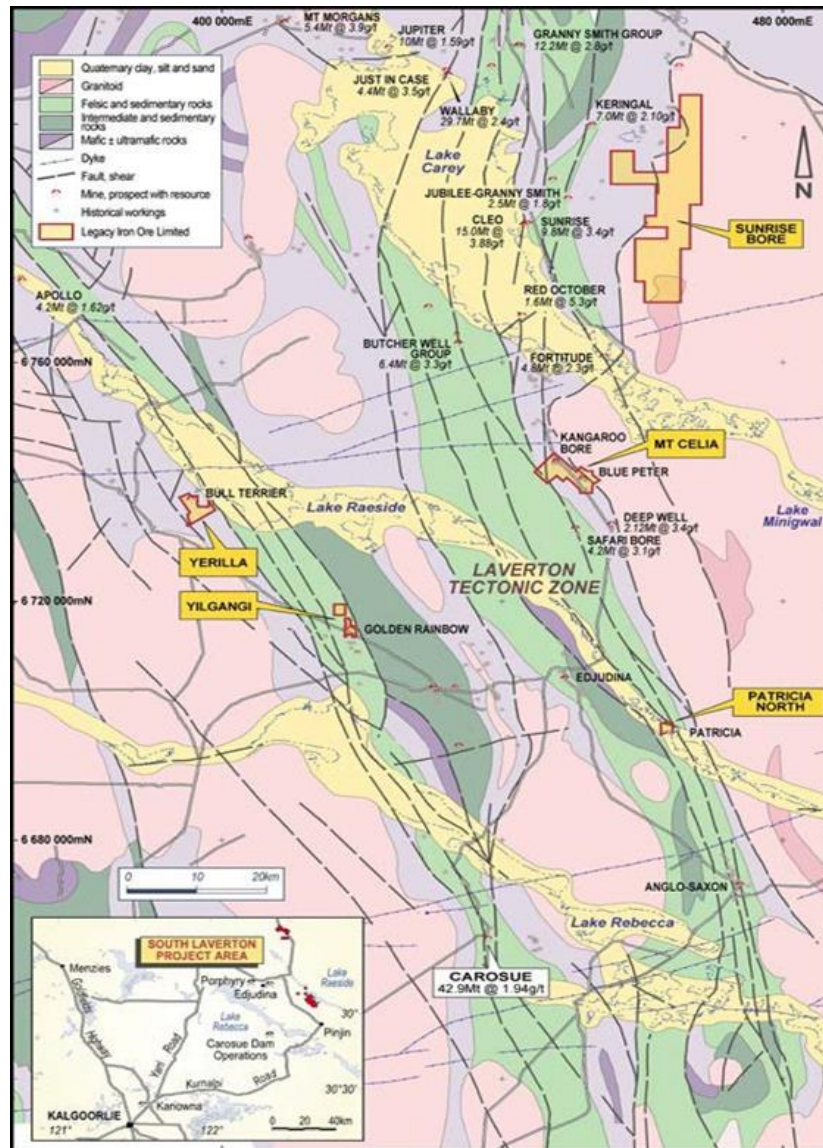 400 000mE
480 000mE
MT MORGANS
5.4Mt @ 3.9g/t
JUPITER
10Mt @ 1.59g/t
GRANNY SMITH GROUP
12.2Mt @ 2.8g/t
Quaternary clay, silt and sand
Granitoid
Felsic and sedimentary rocks
Intermediate and sedimentary
rocks
Mafic ± ultramafic rocks
Dyke
Fault, shear
Mine, prospect with resource
Historical workings
Legacy Iron Ore Limited
JUST IN CASE
4.4Mt @ 3.5g/t
WALLABY
29.7Mt @ 2.4g/t
KERINGAL
7.0Mt @ 2.10g/t
Lake
Carey
N
JUBILEE-GRANNY SMITH
2.5Mt @ 1.8g/t
CLEO
15.0Mt @
3.88g/t
SUNRISE
9.8Mt @ 3.4g/t
SUNRISE
BORE
APOLLO
4.2Mt @ 1.62g/t
RED OCTOBER
1.6Mt @ 5.3g/t
BUTCHER WELL
GROUP
6.4Mt @ 3.3g/t
FORTITUDE
4.8Mt @ 2.3g/t
6 760 000mN
KANGAROO
BORE
MT CELIA
BLUE PETER
BULL TERRIER
Lake Raeside
Lake
Minigwal
DEEP WELL
2.12Mt @ 3.4g/t
SAFARI BORE
4.2Mt @ 3.1g/t
YERILLA
LAVERTON
TECTONIC ZONE
6 720 000mN
YILGANGI
GOLDEN RAINBOW
EDJUDINA
PATRICIA
NORTH
PATRICIA
6 680 000mN
0 10 20km
ANGLO-SAXON
Lake Rebecca
CAROSUE
42.9Mt @ 1.94g/t
SOUTH LAVERTON
PROJECT AREA
Menzies
Porphyry
Edjudina
Lake
Raeside
Goldfields
Highway
Yarri Road
Lake
Rebecca
30°
Pinjin
Carosue Dam
Operations
Kurnalpi Road
30°30'
Kanowna
KALGOORLIE
121°
122°
0 20 40km